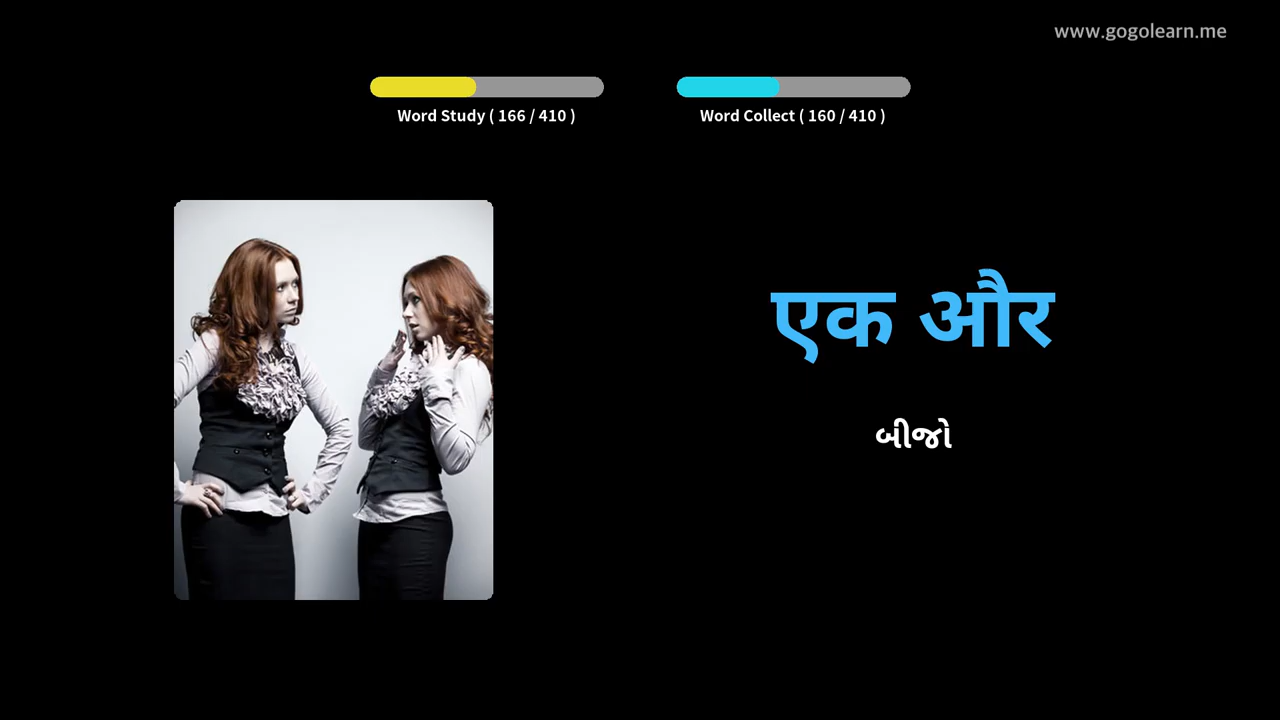 www.gogolearn.me
Word Study ( 166 / 410 )
Word Collect ( 160 / 410 )
एक और
બીજો